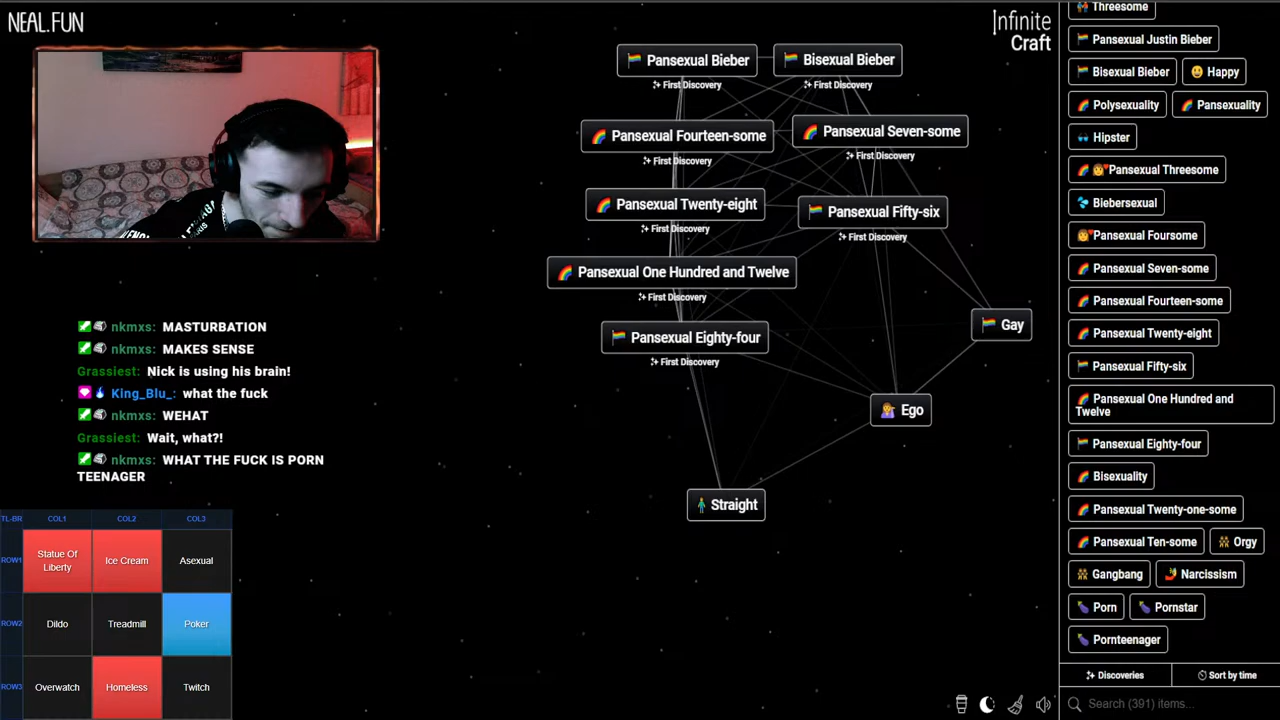 NEAL.FUN
Infinite
Craft
Pansexual Bieber
First Discovery
Bisexual Bieber
First Discovery
Pansexual Fourteen-some
First Discovery
Pansexual Seven-some
First Discovery
Pansexual Twenty-eight
First Discovery
Pansexual Fifty-six
First Discovery
Pansexual One Hundred and Twelve
First Discovery
Pansexual Eighty-four
First Discovery
Gay
Ego
Straight
nkmxs: MASTURBATION
nkmxs: MAKES SENSE
Grassiest: Nick is using his brain!
King_Blu_: what the fuck
nkmxs: WEHAT
Grassiest: Wait, what?!
nkmxs: WHAT THE FUCK IS PORN
TEENAGER
TL-BR COL1 COL2 COL3
ROW1 Statue Of Liberty Ice Cream Asexual
ROW2 Dildo Treadmill Poker
ROW3 Overwatch Homeless Twitch
Threesome
Pansexual Justin Bieber
Bisexual Bieber Happy
Polysexuality Pansexuality
Hipster
Pansexual Threesome
Biebersexual
Pansexual Foursome
Pansexual Seven-some
Pansexual Fourteen-some
Pansexual Twenty-eight
Pansexual Fifty-six
Pansexual One Hundred and
Twelve
Pansexual Eighty-four
Bisexuality
Pansexual Twenty-one-some
Pansexual Ten-some Orgy
Gangbang Narcissism
Porn Pornstar
Pornteenager
Discoveries Sort by time
Search (391) items...